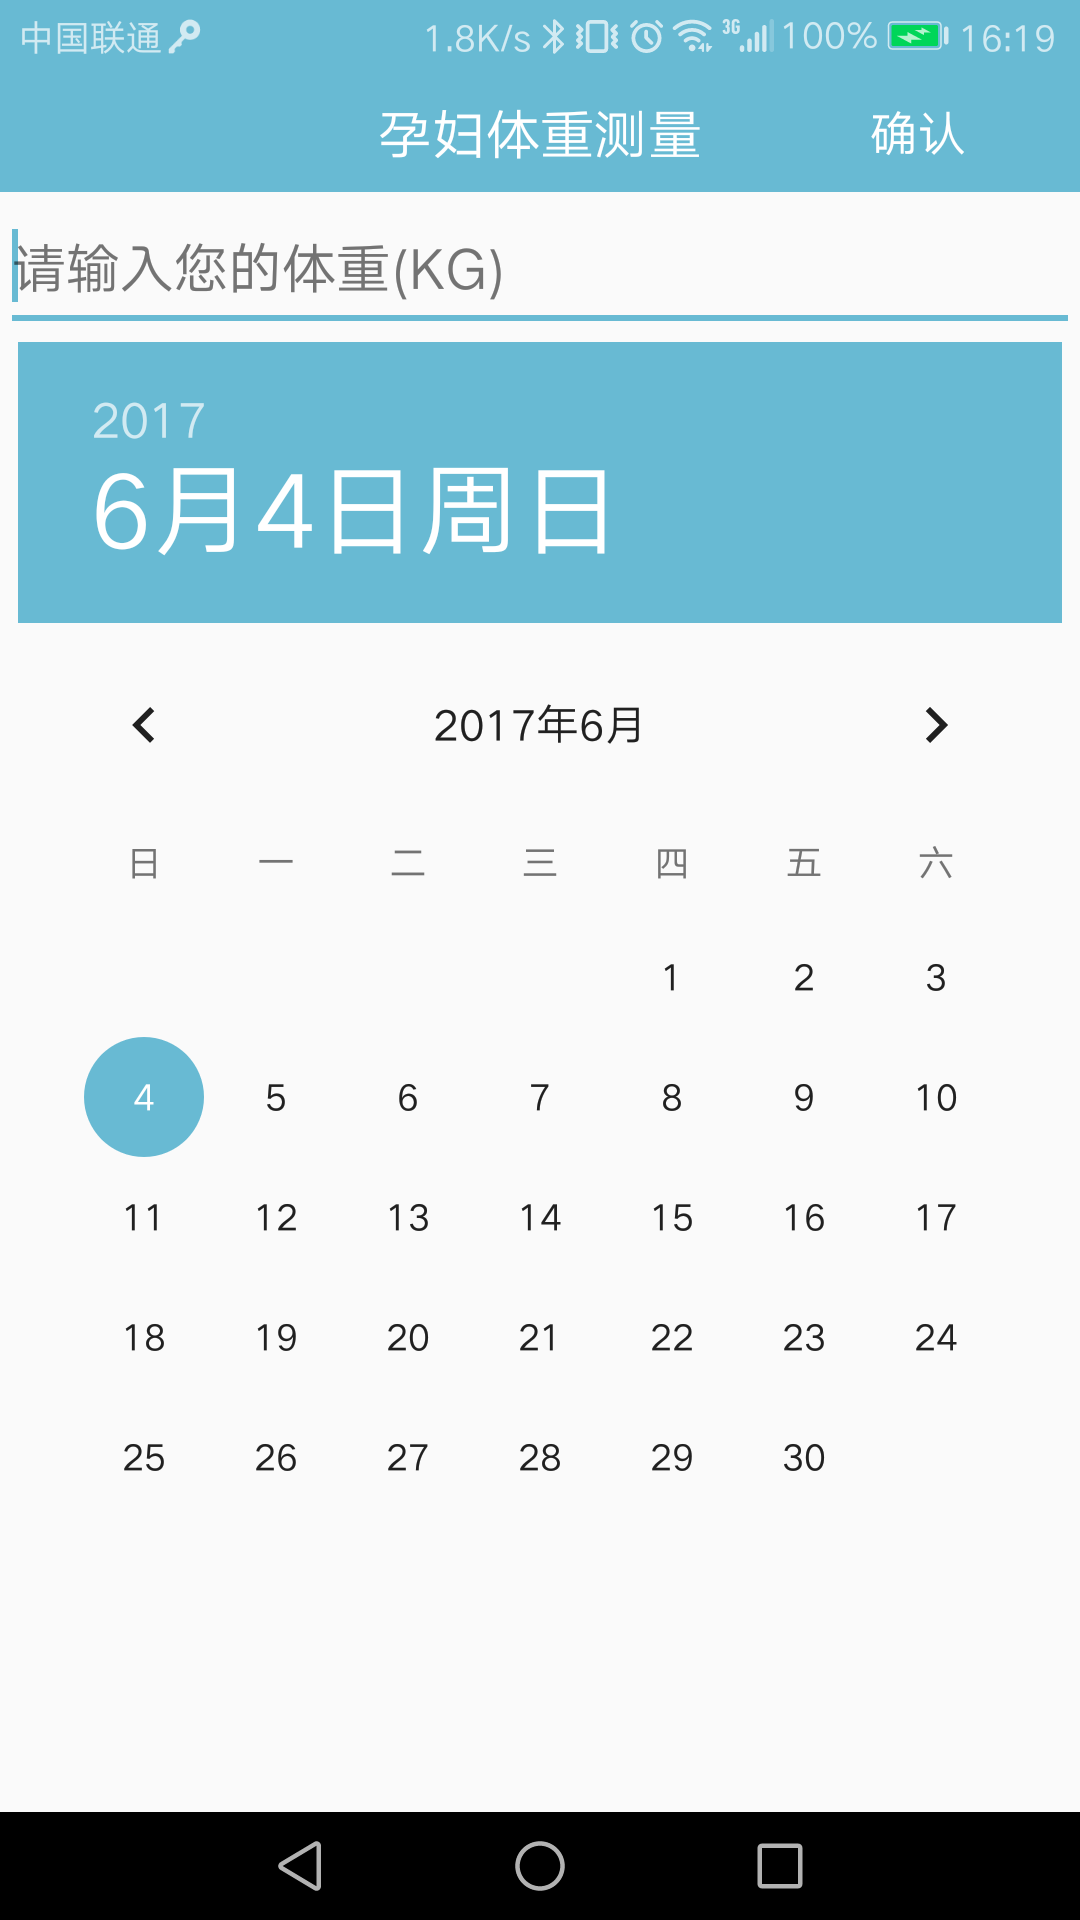 中国联通 1.8K/s 3G 100% 16:19
孕妇体重测量 确认
请输入您的体重(KG)
2017
6月4日周日
2017年6月
日 一 二 三 四 五 六
1 2 3
4 5 6 7 8 9 10
11 12 13 14 15 16 17
18 19 20 21 22 23 24
25 26 27 28 29 30